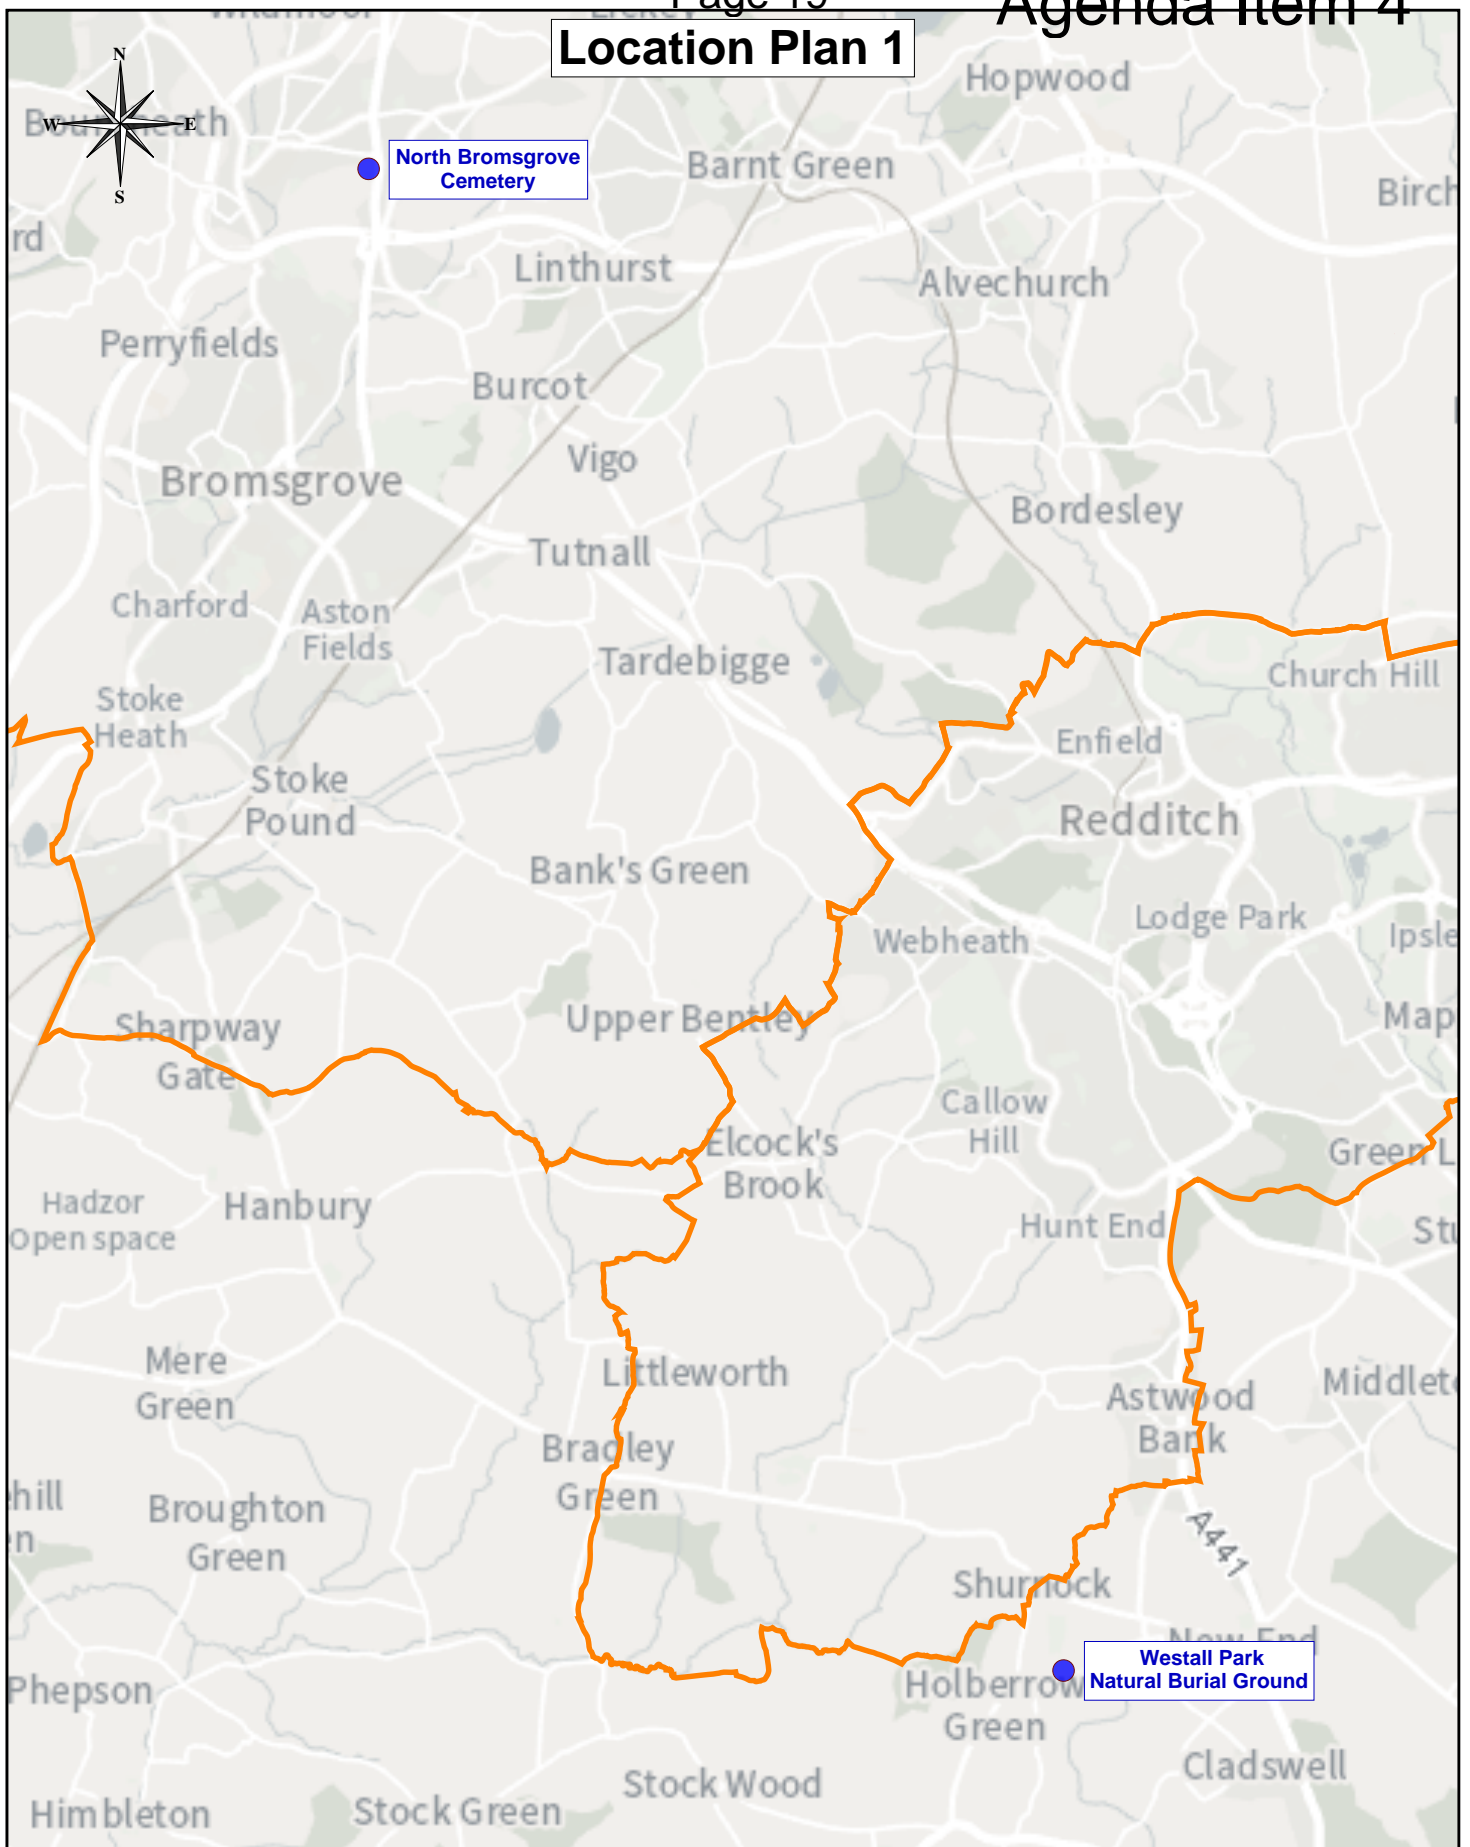 Page 19
Agenda Item 4
Location Plan 1
N
W
E
S
Hopwood
North Bromsgrove
Cemetery
Barnt Green
Linthurst
Alvechurch
Perryfields
Burcot
Vigo
Bromsgrove
Bordesley
Tutnall
Charford
Aston
Fields
Tardebigge
Church Hill
Stoke
Heath
Enfield
Stoke
Pound
Redditch
Bank's Green
Lodge Park
Webheath
Upper Bentley
Sharpway
Gate
Callow
Hill
Elcock's
Brook
Hadzor
Open space
Hanbury
Hunt End
Mere
Green
Littleworth
Astwood
Bank
Bradley
Green
Broughton
Green
A441
Shurnock
New End
Westall Park
Natural Burial Ground
Phepson
Holberrow
Green
Cladswell
Stock Wood
Himbleton
Stock Green